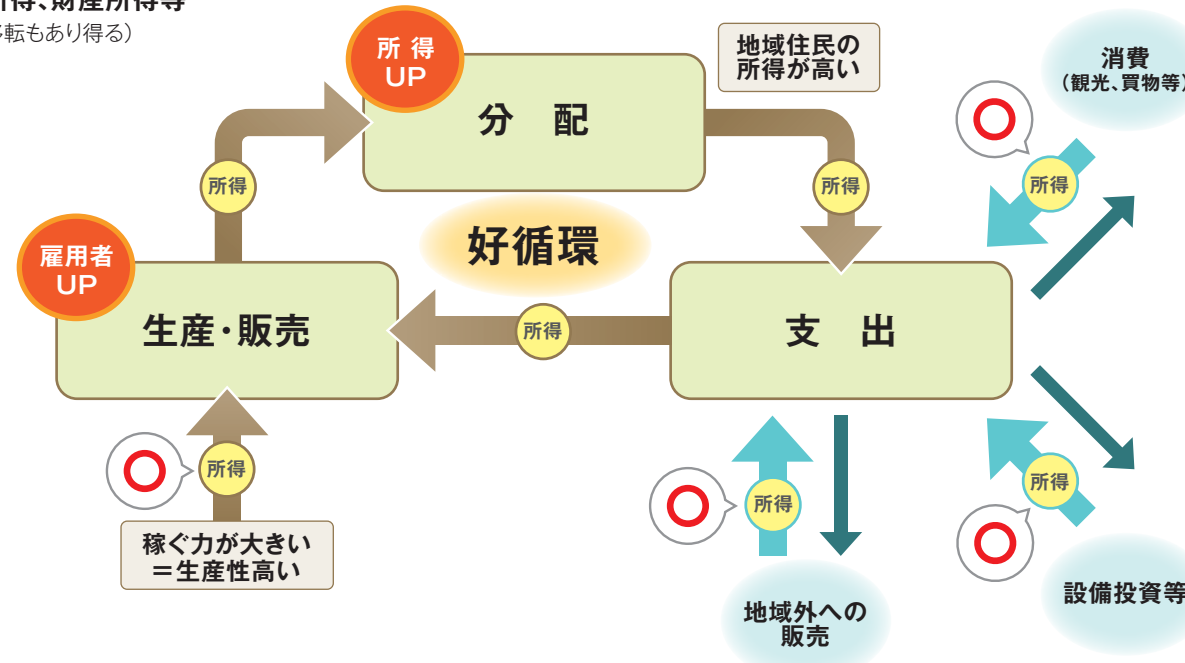 所得、財産所得等
移転もあり得る）
所 得
UP
分　配
地域住民の
所得が高い
消費
（観光、買物等）
所得
所得
所得
雇用者
UP
好循環
生産・販売
所得
支　出
所得
所得
所得
稼ぐ力が大きい
＝生産性高い
地域外への
販売
設備投資等